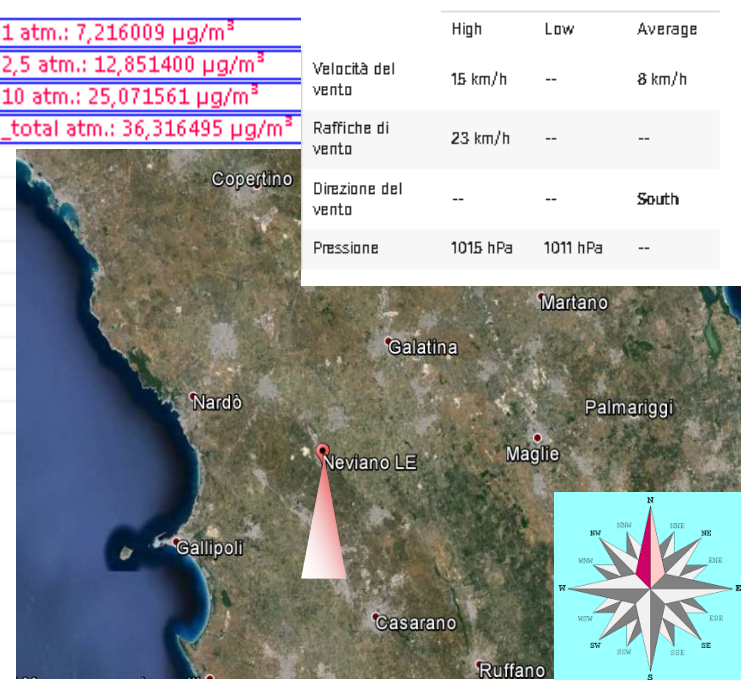 1 atm.: 7,216009 µg/m³
2,5 atm.: 12,851400 µg/m³
10 atm.: 25,071561 µg/m³
_total atm.: 36,316495 µg/m³
High Low Average
Velocità del
vento
15 km/h -- 8 km/h
Raffiche di
vento
23 km/h -- --
Direzione del
vento
-- -- South
Pressione 1015 hPa 1011 hPa --
Copertino
Martano
Galatina
Nardò
Palmariggi
Maglie
Neviano LE
Gallipoli
Casarano
Ruffano
N
NNW NNE
NW NE
WNW ENE
W E
WSW ESE
SW SE
SSW SSE
S